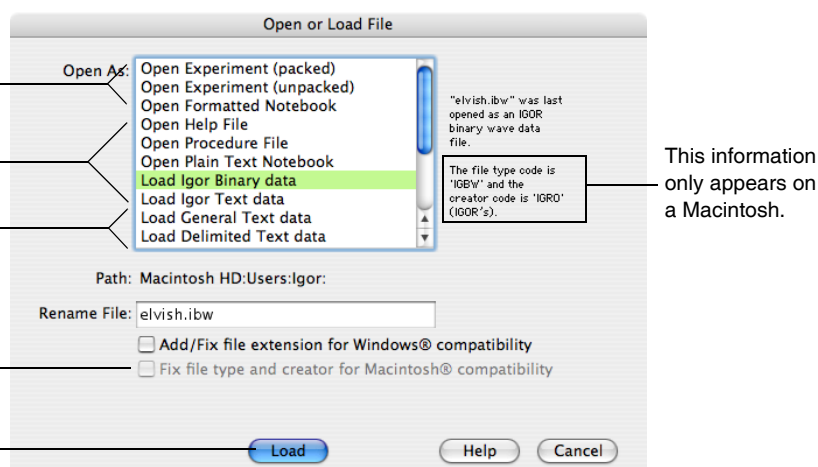 Open or Load File
Open As:
Open Experiment (packed)
Open Experiment (unpacked)
Open Formatted Notebook
Open Help File
Open Procedure File
Open Plain Text Notebook
Load Igor Binary data
Load Igor Text data
Load General Text data
Load Delimited Text data
"elvish.ibw" was last
opened as an IGOR
binary wave data
file.
The file type code is
'IGBW' and the
creator code is 'IGR0'
(IGOR's).
This information
only appears on
a Macintosh.
Path: Macintosh HD:Users:Igor:
Rename File: elvish.ibw
Add/Fix file extension for Windows® compatibility
Fix file type and creator for Macintosh® compatibility
Load Help Cancel